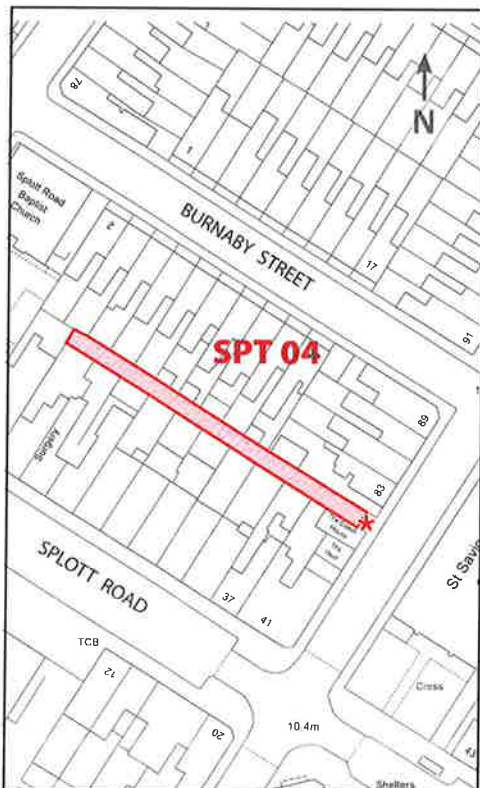 78
N
1
Splott Road
Baptist
Church
2
BURNABY STREET
17
91
SPT 04
89
83
Surgery
SPLOTT ROAD
37
41
St Savio
TCB
12
20
10.4m
Cross
43
Shelters